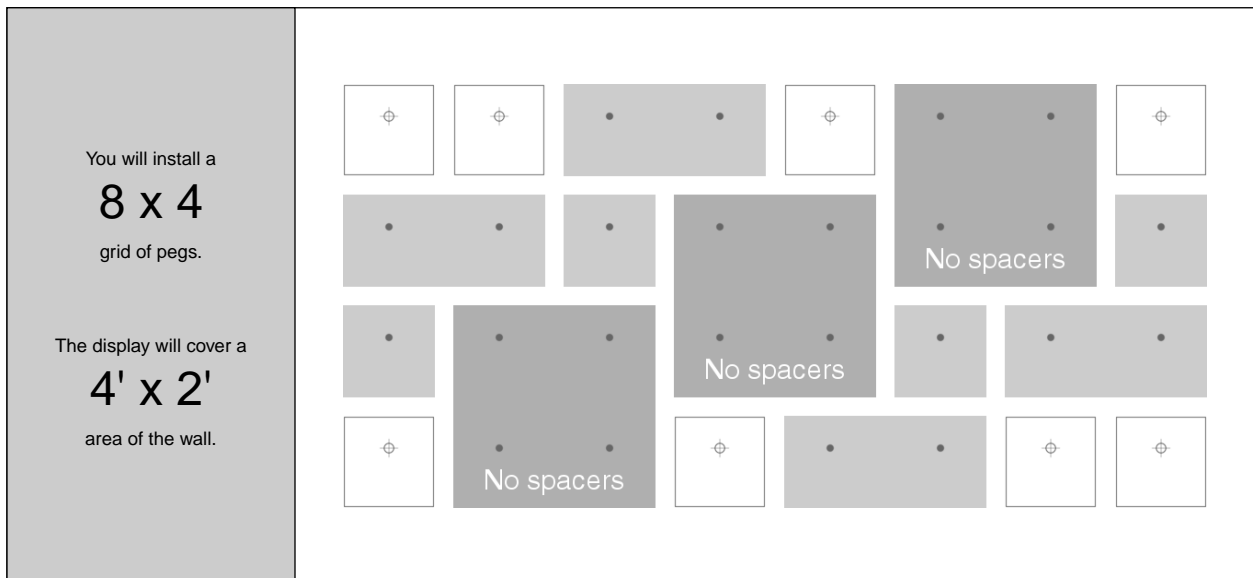 You will install a
8 x 4
grid of pegs.
The display will cover a
4' x 2'
area of the wall.
No spacers
No spacers
No spacers